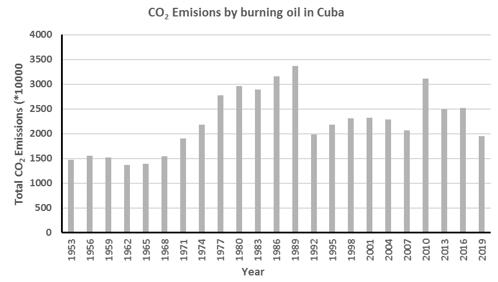 CO₂ Emisions by burning oil in Cuba
Total CO₂ Emissions (*10000
4000
3500
3000
2500
2000
1500
1000
500
0
1953 1956 1959 1962 1965 1968 1971 1974 1977 1980 1983 1986 1989 1992 1995 1998 2001 2004 2007 2010 2013 2016 2019
Year